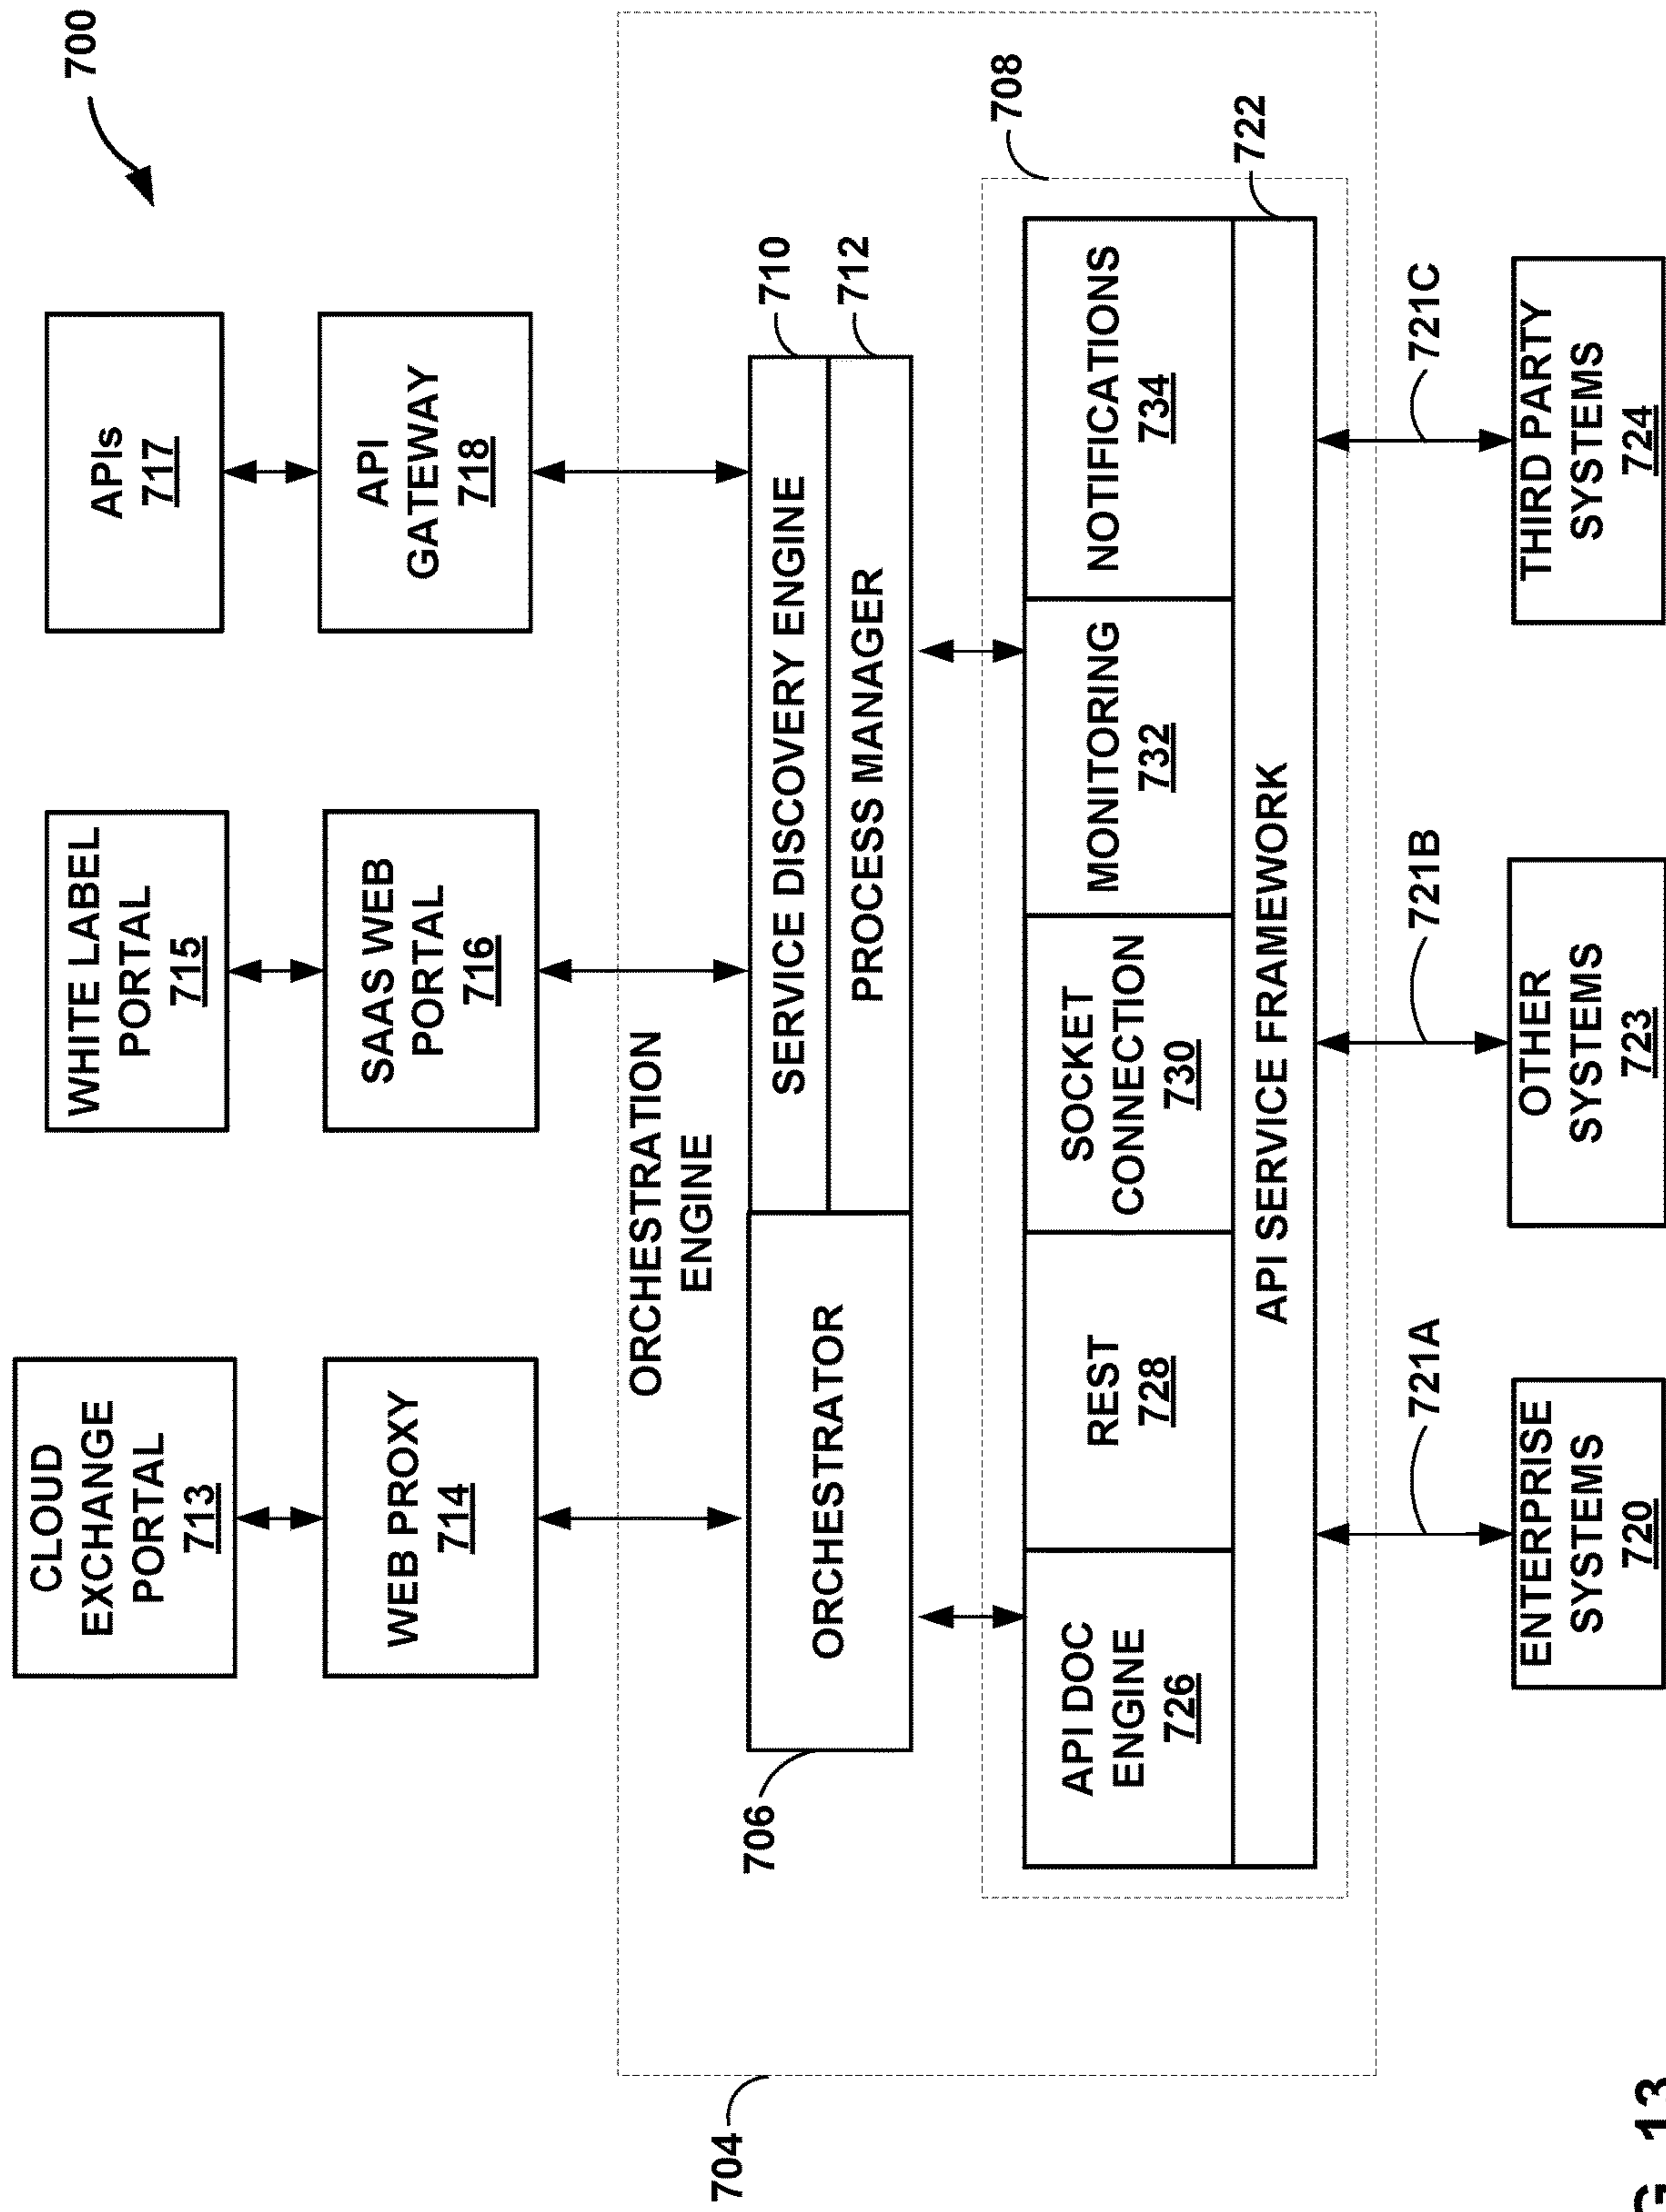 700
CLOUD
EXCHANGE
PORTAL
713
WHITE LABEL
PORTAL
715
APIs
717
WEB PROXY
714
SAAS WEB
PORTAL
716
API
GATEWAY
718
704
ORCHESTRATION
ENGINE
706
ORCHESTRATOR
SERVICE DISCOVERY ENGINE
710
PROCESS MANAGER
712
708
API DOC
ENGINE
726
REST
728
SOCKET
CONNECTION
730
MONITORING
732
NOTIFICATIONS
734
API SERVICE FRAMEWORK
722
721A
721B
721C
ENTERPRISE
SYSTEMS
720
OTHER
SYSTEMS
723
THIRD PARTY
SYSTEMS
724
G. 13